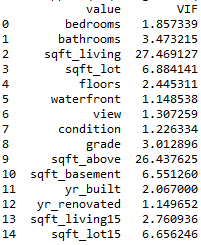 value VIF
0 bedrooms 1.857339
1 bathrooms 3.473215
2 sqft_living 27.469127
3 sqft_lot 6.884141
4 floors 2.445311
5 waterfront 1.148538
6 view 1.307259
7 condition 1.226334
8 grade 3.012896
9 sqft_above 26.437625
10 sqft_basement 6.551260
11 yr_built 2.067000
12 yr_renovated 1.149652
13 sqft_living15 2.760936
14 sqft_lot15 6.656246